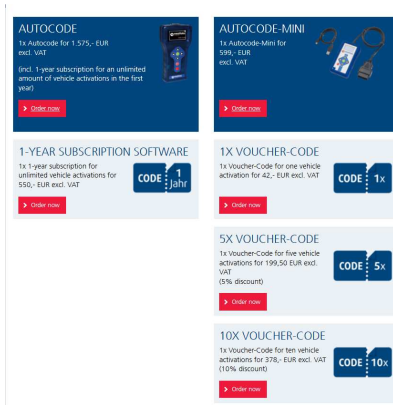 AUTOCODE
1x Autocode for 1.575,- EUR
excl. VAT
(incl. 1-year subscription for an unlimited
amount of vehicle activations in the first
year)
Order now
AUTOCODE-MINI
1x Autocode-Mini for
599,- EUR
excl. VAT
Order now
1-YEAR SUBSCRIPTION SOFTWARE
1x 1-year subscription for
unlimited vehicle activations for
550,- EUR excl. VAT
CODE 1
Jahr
Order now
1X VOUCHER-CODE
1x Voucher-Code for one vehicle
activation for 42,- EUR excl. VAT
CODE 1x
Order now
5X VOUCHER-CODE
1x Voucher-Code for five vehicle
activations for 199,50 EUR excl.
VAT
(5% discount)
CODE 5x
Order now
10X VOUCHER-CODE
1x Voucher-Code for ten vehicle
activations for 378,- EUR excl. VAT
(10% discount)
CODE 10x
Order now